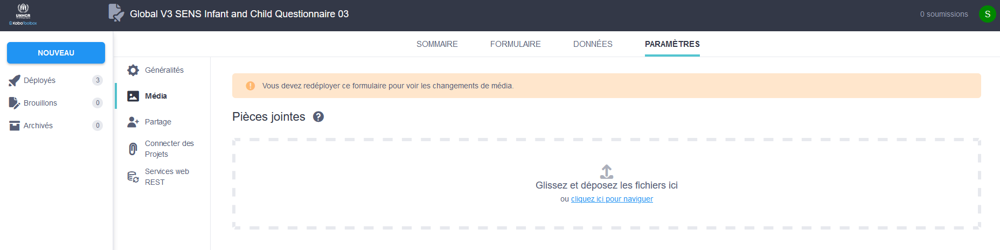 UNHCR
KoboToolbox
Global V3 SENS Infant and Child Questionnaire 03
0 soumissions
S
NOUVEAU
Déployés 3
Brouillons 0
Archivés 0
SOMMAIRE
FORMULAIRE
DONNÉES
PARAMÈTRES
Généralités
Média
Partage
Connecter des
Projets
Services web
REST
Vous devez redéployer ce formulaire pour voir les changements de média.
Pièces jointes
Glissez et déposez les fichiers ici
ou cliquez ici pour naviguer